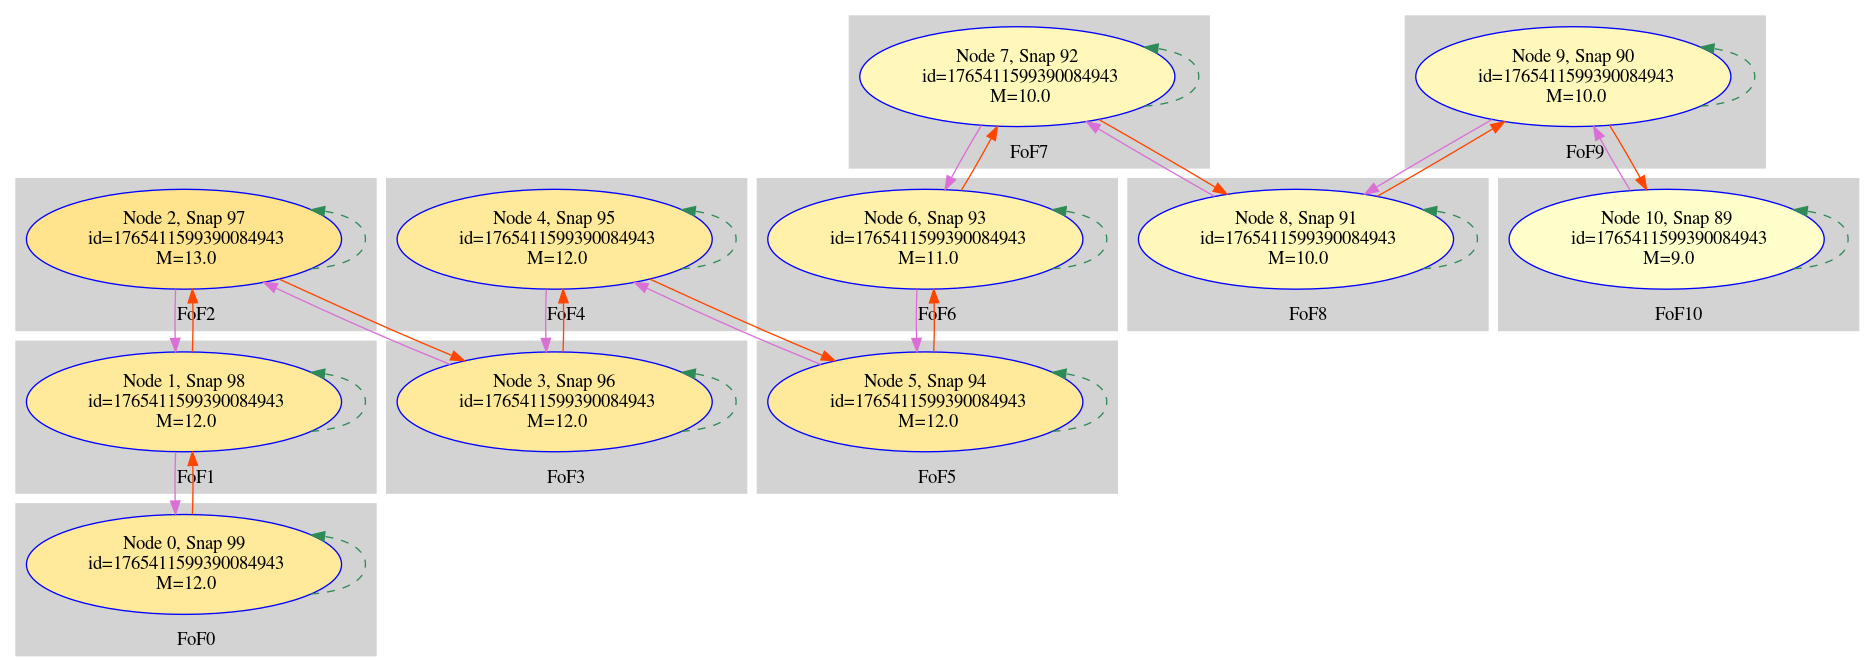 Node 7, Snap 92
id=1765411599390084943
M=10.0
FoF7
Node 9, Snap 90
id=1765411599390084943
M=10.0
FoF9
Node 2, Snap 97
id=1765411599390084943
M=13.0
FoF2
Node 4, Snap 95
id=1765411599390084943
M=12.0
FoF4
Node 6, Snap 93
id=1765411599390084943
M=11.0
FoF6
Node 8, Snap 91
id=1765411599390084943
M=10.0
FoF8
Node 10, Snap 89
id=1765411599390084943
M=9.0
FoF10
Node 1, Snap 98
id=1765411599390084943
M=12.0
FoF1
Node 3, Snap 96
id=1765411599390084943
M=12.0
FoF3
Node 5, Snap 94
id=1765411599390084943
M=12.0
FoF5
Node 0, Snap 99
id=1765411599390084943
M=12.0
FoF0